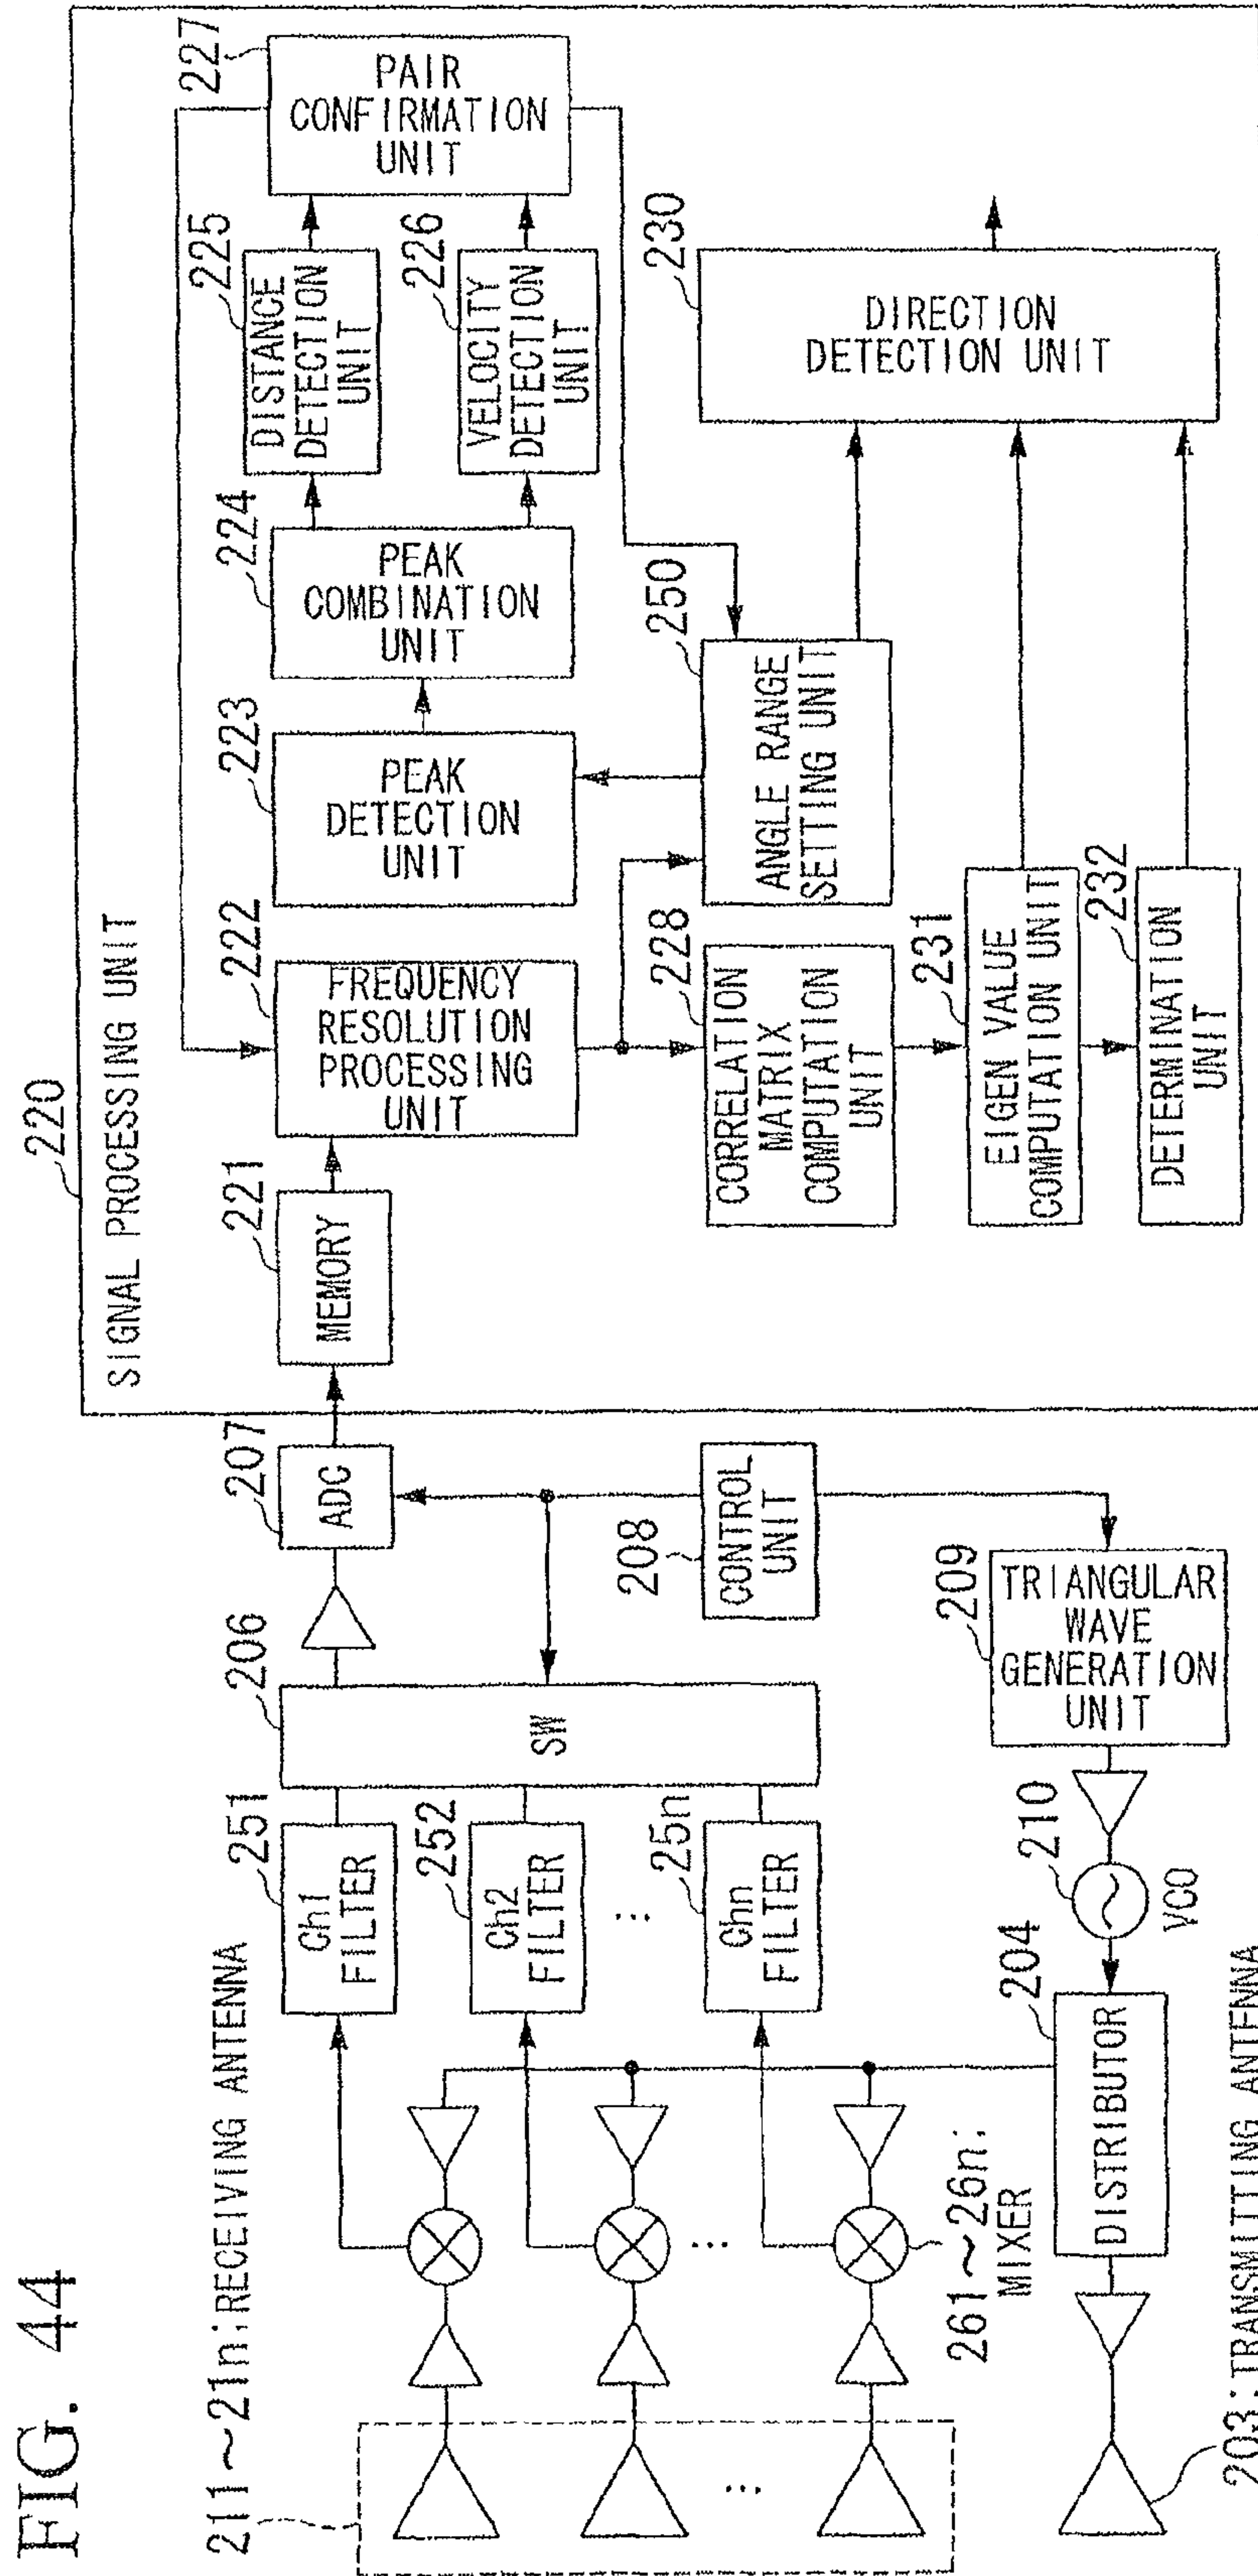 FIG. 44
211~21n;RECEIVING ANTENNA
251
Ch1
FILTER
252
Ch2
FILTER
...
25n
Chn
FILTER
261~26n;
MIXER
...
...
203;TRANSMITTING ANTENNA
204
DISTRIBUTOR
210
VCO
209
TRIANGULAR
WAVE
GENERATION
UNIT
206
SW
207
ADC
208
CONTROL
UNIT
220
SIGNAL PROCESSING UNIT
221
MEMORY
222
FREQUENCY
RESOLUTION
PROCESSING
UNIT
223
PEAK
DETECTION
UNIT
224
PEAK
COMBINATION
UNIT
225
DISTANCE
DETECTION
UNIT
226
VELOCITY
DETECTION
UNIT
227
PAIR
CONFIRMATION
UNIT
228
CORRELATION
MATRIX
COMPUTATION
UNIT
250
ANGLE RANGE
SETTING UNIT
230
DIRECTION
DETECTION UNIT
231
EIGEN VALUE
COMPUTATION UNIT
232
DETERMINATION
UNIT